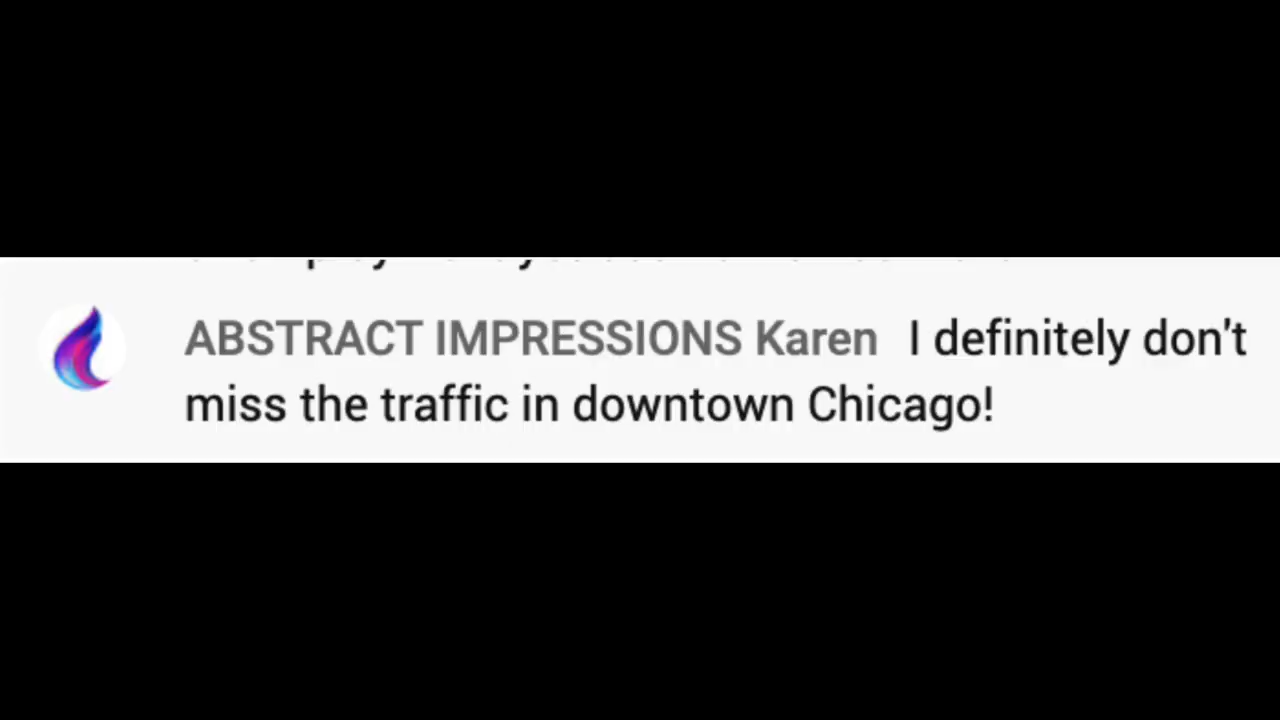 ABSTRACT IMPRESSIONS Karen I definitely don't
miss the traffic in downtown Chicago!